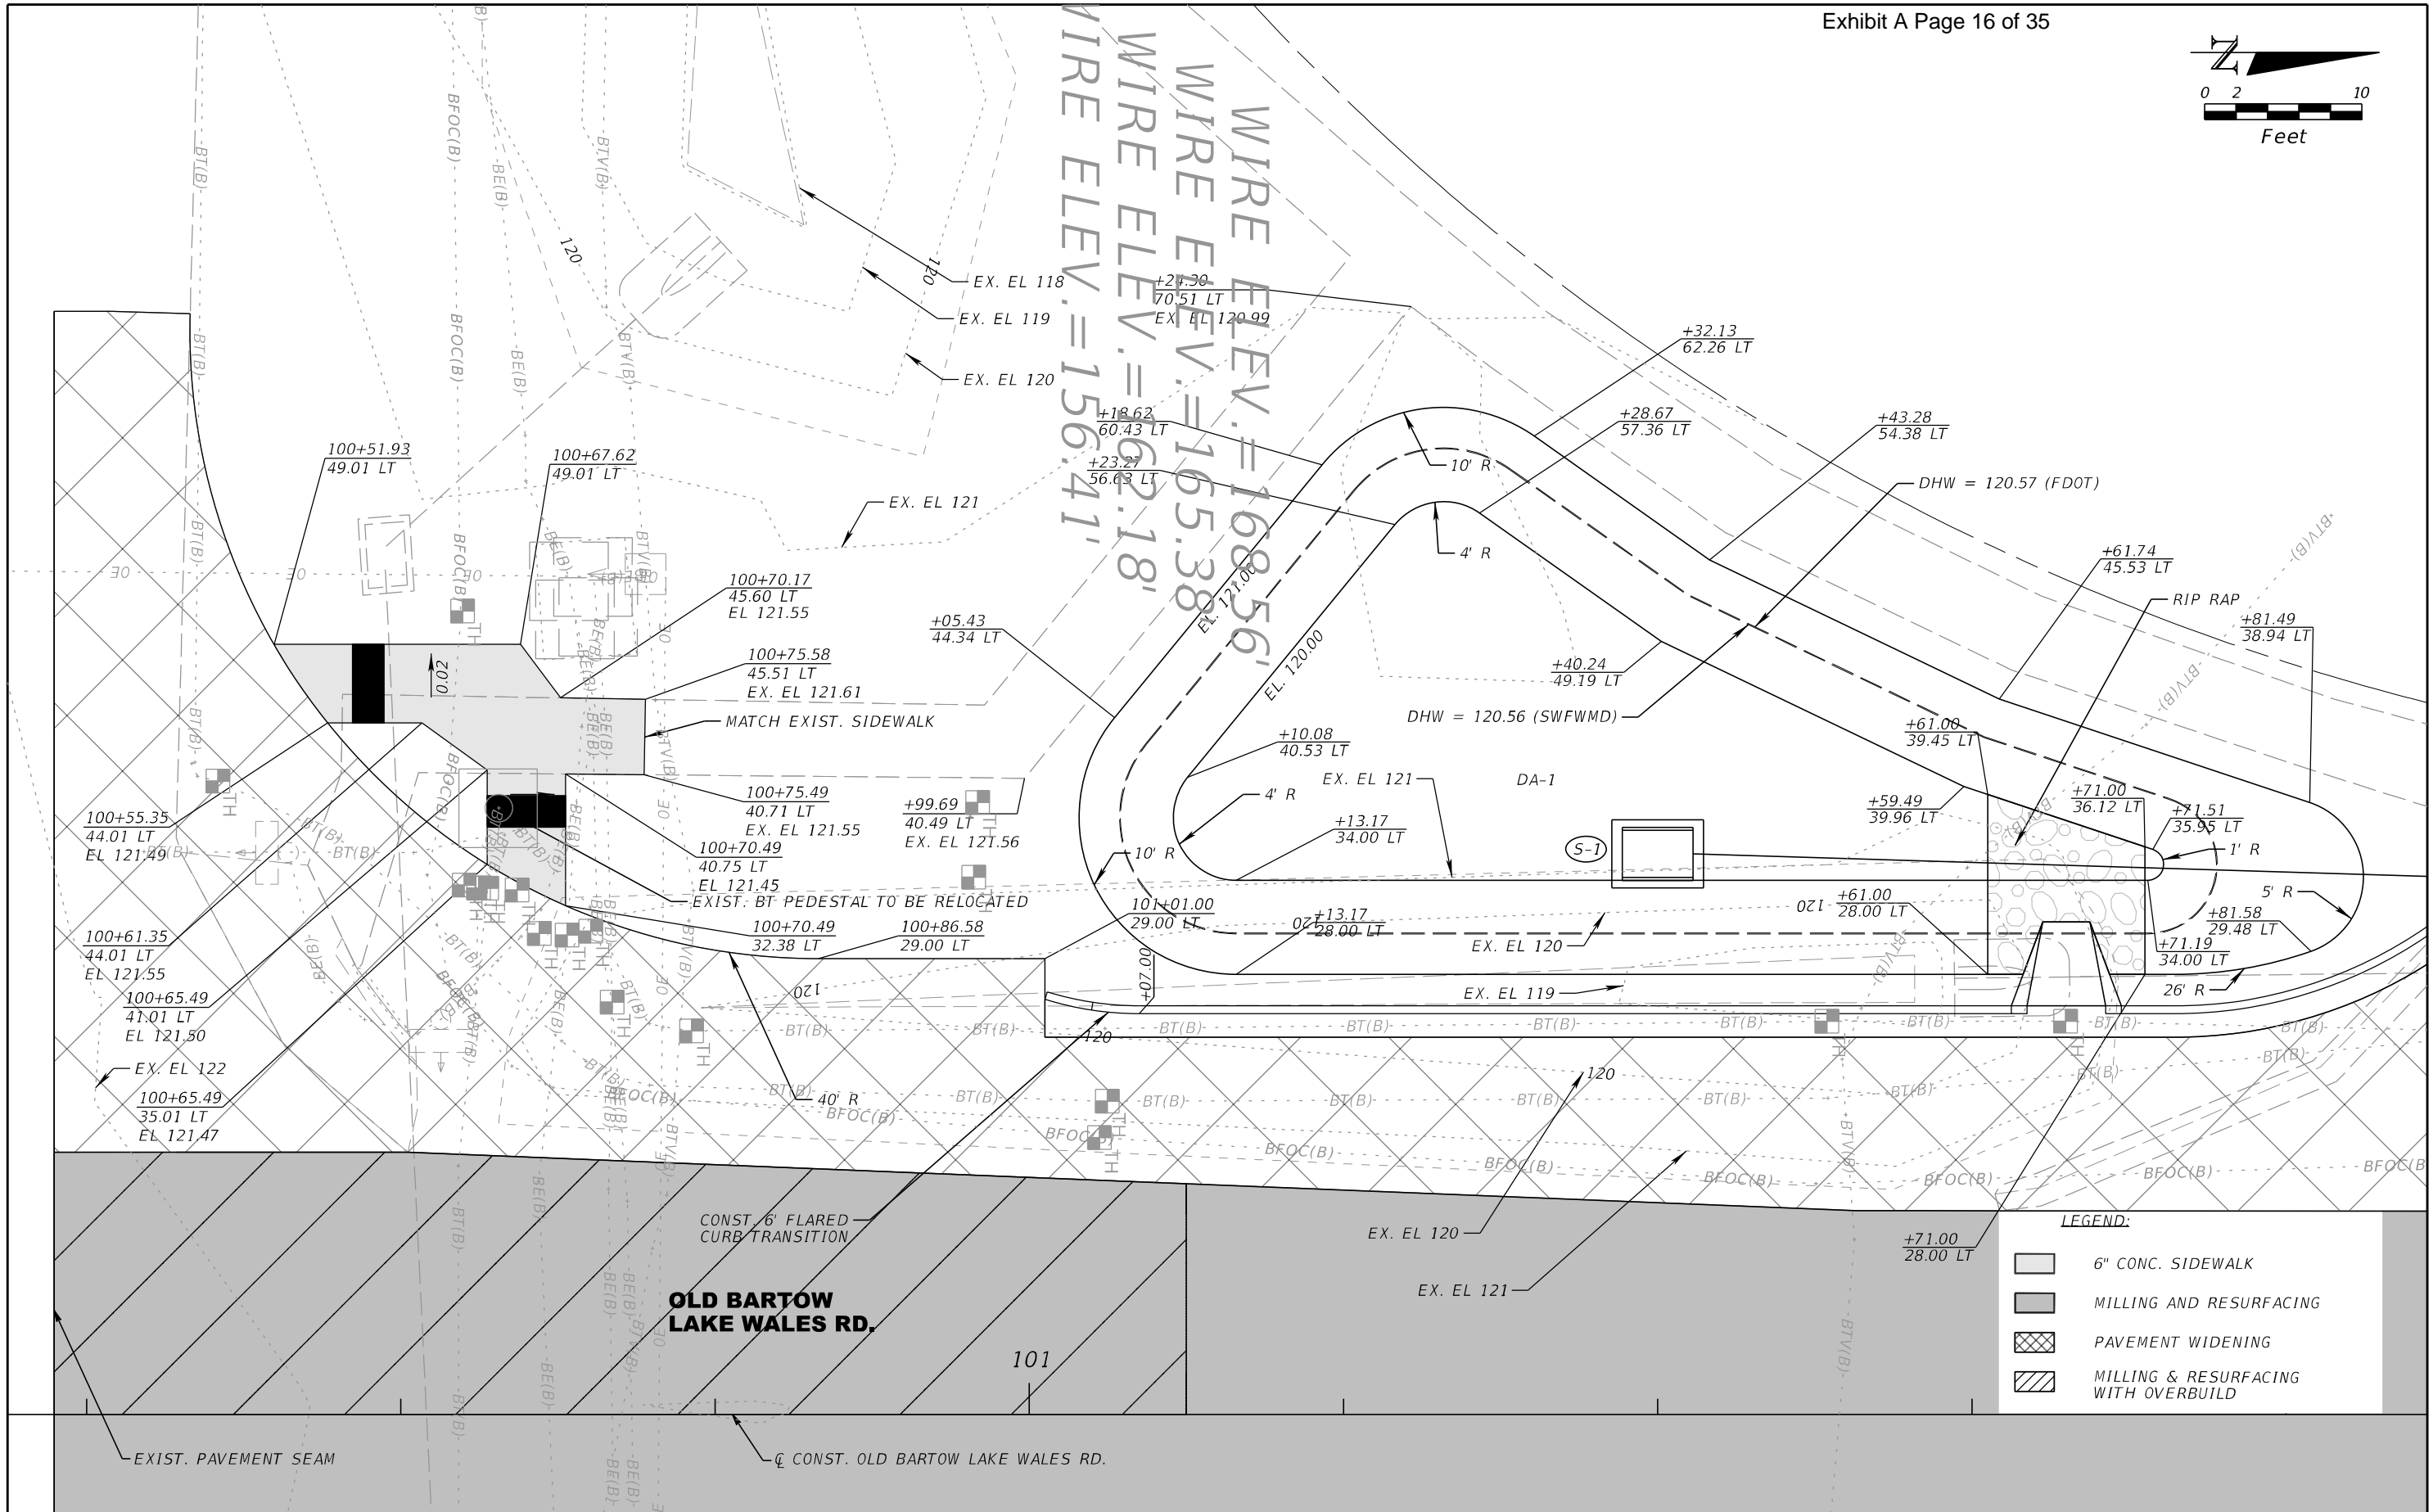 Exhibit A Page 16 of 35
N
0 2 10
Feet
WIRE ELEV.=168.56'
WIRE ELEV.=165.38'
WIRE ELEV.=162.18'
WIRE ELEV.=156.41'
120
120
EX. EL 118
EX. EL 119
EX. EL 120
+24.30
70.51 LT
EX. EL 120.99
+32.13
62.26 LT
+18.62
60.43 LT
+28.67
57.36 LT
+43.28
54.38 LT
+23.27
56.63 LT
10' R
DHW = 120.57 (FDOT)
100+51.93
49.01 LT
100+67.62
49.01 LT
EX. EL 121
4' R
+61.74
45.53 LT
RIP RAP
+81.49
38.94 LT
100+70.17
45.60 LT
EL 121.55
+05.43
44.34 LT
EL. 121.00
EL. 120.00
0.02
100+75.58
45.51 LT
EX. EL 121.61
+40.24
49.19 LT
MATCH EXIST. SIDEWALK
DHW = 120.56 (SWFWMD)
+61.00
39.45 LT
+10.08
40.53 LT
EX. EL 121
DA-1
4' R
+71.00
36.12 LT
100+75.49
40.71 LT
EX. EL 121.55
+99.69
40.49 LT
EX. EL 121.56
+59.49
39.96 LT
+71.51
35.95 LT
100+55.35
44.01 LT
EL 121.49
+13.17
34.00 LT
S-1
1' R
10' R
100+70.49
40.75 LT
EL 121.45
EXIST. BT PEDESTAL TO BE RELOCATED
5' R
101+01.00
29.00 LT
+13.17
28.00 LT
120
120
+61.00
28.00 LT
+81.58
29.48 LT
100+70.49
32.38 LT
100+86.58
29.00 LT
EX. EL 120
+71.19
34.00 LT
100+61.35
44.01 LT
EL 121.55
+07.00
120
EX. EL 119
26' R
100+65.49
41.01 LT
EL 121.50
120
EX. EL 122
120
40' R
100+65.49
35.01 LT
EL 121.47
CONST. 6' FLARED
CURB TRANSITION
EX. EL 120
+71.00
28.00 LT
EX. EL 121
OLD BARTOW
LAKE WALES RD.
101
LEGEND:
6" CONC. SIDEWALK
MILLING AND RESURFACING
PAVEMENT WIDENING
MILLING & RESURFACING
WITH OVERBUILD
EXIST. PAVEMENT SEAM
℄ CONST. OLD BARTOW LAKE WALES RD.
BT(B)
BFOC(B)
BE(B)
BTV(B)
OE
TH